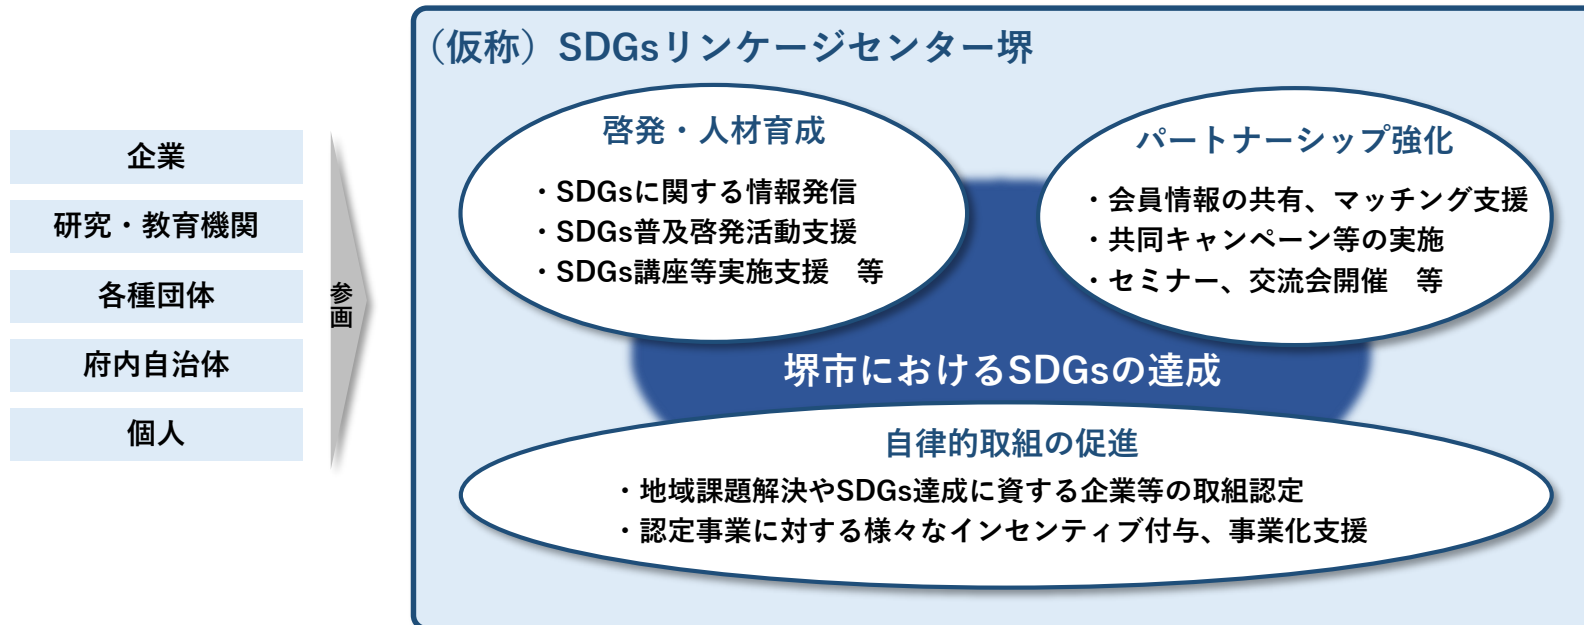 （仮称）SDGsリンケージセンター堺
企業
研究・教育機関
各種団体
府内自治体
個人
参画
啓発・人材育成
・SDGsに関する情報発信
・SDGs普及啓発活動支援
・SDGs講座等実施支援　等
パートナーシップ強化
・会員情報の共有、マッチング支援
・共同キャンペーン等の実施
・セミナー、交流会開催　等
堺市におけるSDGsの達成
自律的取組の促進
・地域課題解決やSDGs達成に資する企業等の取組認定
・認定事業に対する様々なインセンティブ付与、事業化支援